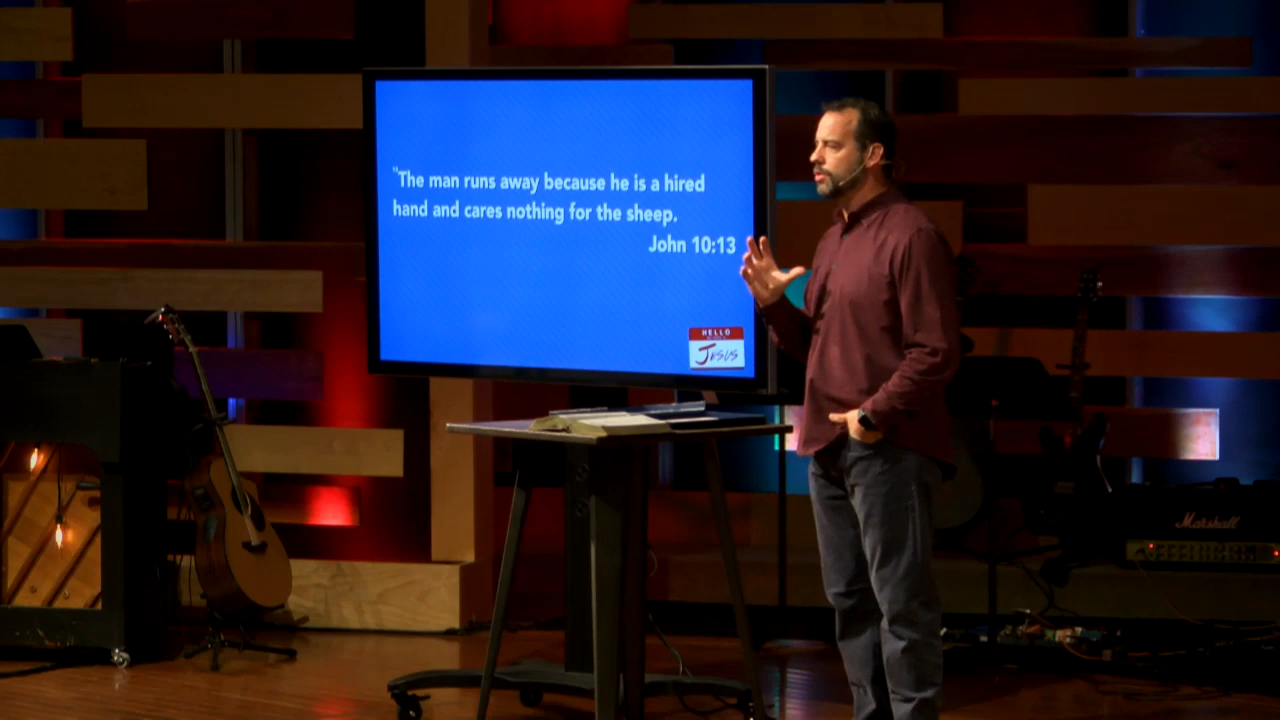 "The man runs away because he is a hired
hand and cares nothing for the sheep.
John 10:13
HELLO
Jesus
Marshall